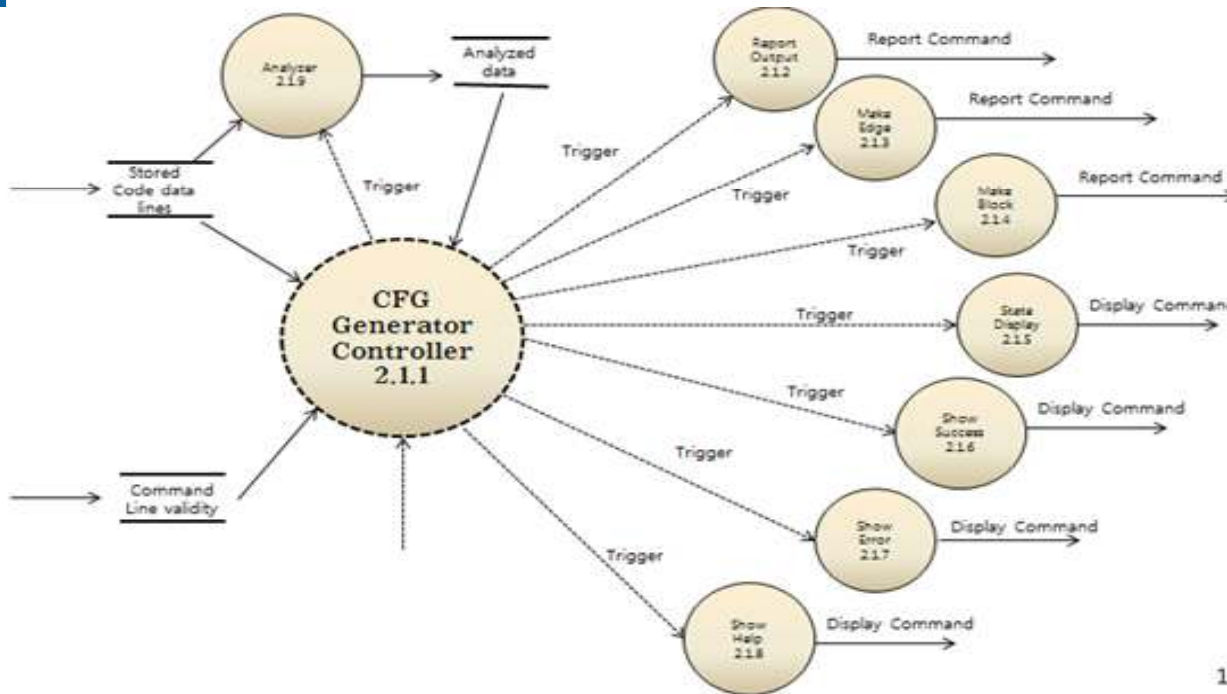 Analyzer
2.1.9
Analyzed
data
Report
Output
2.1.2
Report Command
Make
Edge
2.1.3
Report Command
Trigger
Trigger
Trigger
Stored
Code data
lines
Make
Block
2.1.4
Report Command
Trigger
CFG
Generator
Controller
2.1.1
Trigger
State
Display
2.1.5
Display Command
Trigger
Show
Success
2.1.6
Display Command
Trigger
Command
Line validity
Show
Error
2.1.7
Display Command
Trigger
Show
Help
2.1.8
Display Command
1